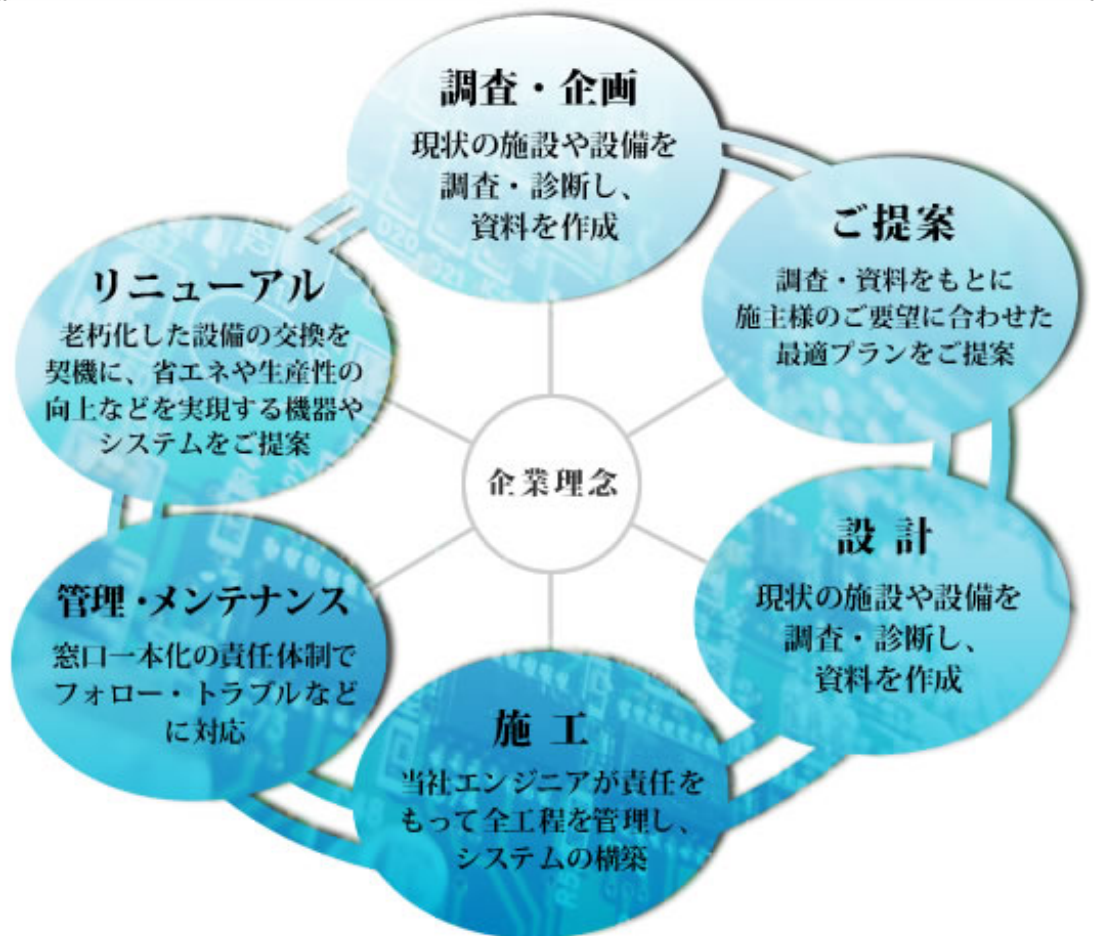 調査・企画
現状の施設や設備を
調査・診断し、
資料を作成
ご提案
調査・資料をもとに
施主様のご要望に合わせた
最適プランをご提案
設計
現状の施設や設備を
調査・診断し、
資料を作成
施工
当社エンジニアが責任を
もって全工程を管理し、
システムの構築
管理・メンテナンス
窓口一本化の責任体制で
フォロー・トラブルなど
に対応
リニューアル
老朽化した設備の交換を
契機に、省エネや生産性の
向上などを実現する機器や
システムをご提案
企業理念